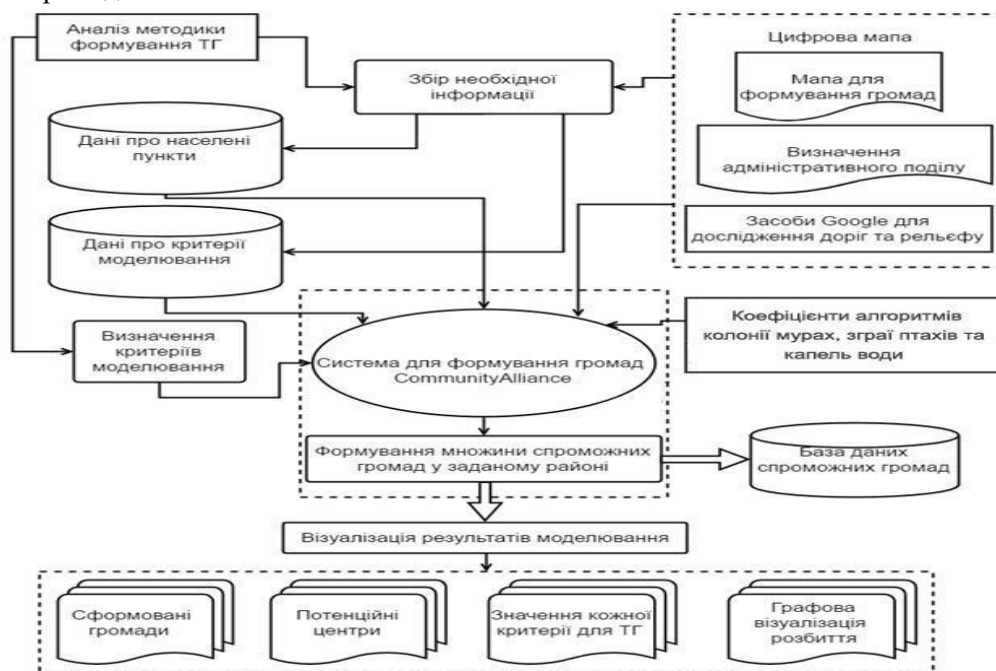 Аналіз методики
формування ТГ
Цифрова мапа
Збір необхідної
інформації
Мапа для
формування громад
Дані про населені
пункти
Визначення
адміністративного поділу
Засоби Google для
дослідження доріг та рельєфу
Дані про критерії
моделювання
Коефіцієнти алгоритмів
колонії мурах, зграї птахів та
капель води
Визначення
критеріїв
моделювання
Система для формування громад
CommunityAlliance
Формування множини спроможних
громад у заданому районі
База даних
спроможних громад
Візуалізація результатів моделювання
Сформовані
громади
Потенційні
центри
Значення кожної
критерії для ТГ
Графова
візуалізація
розбиття